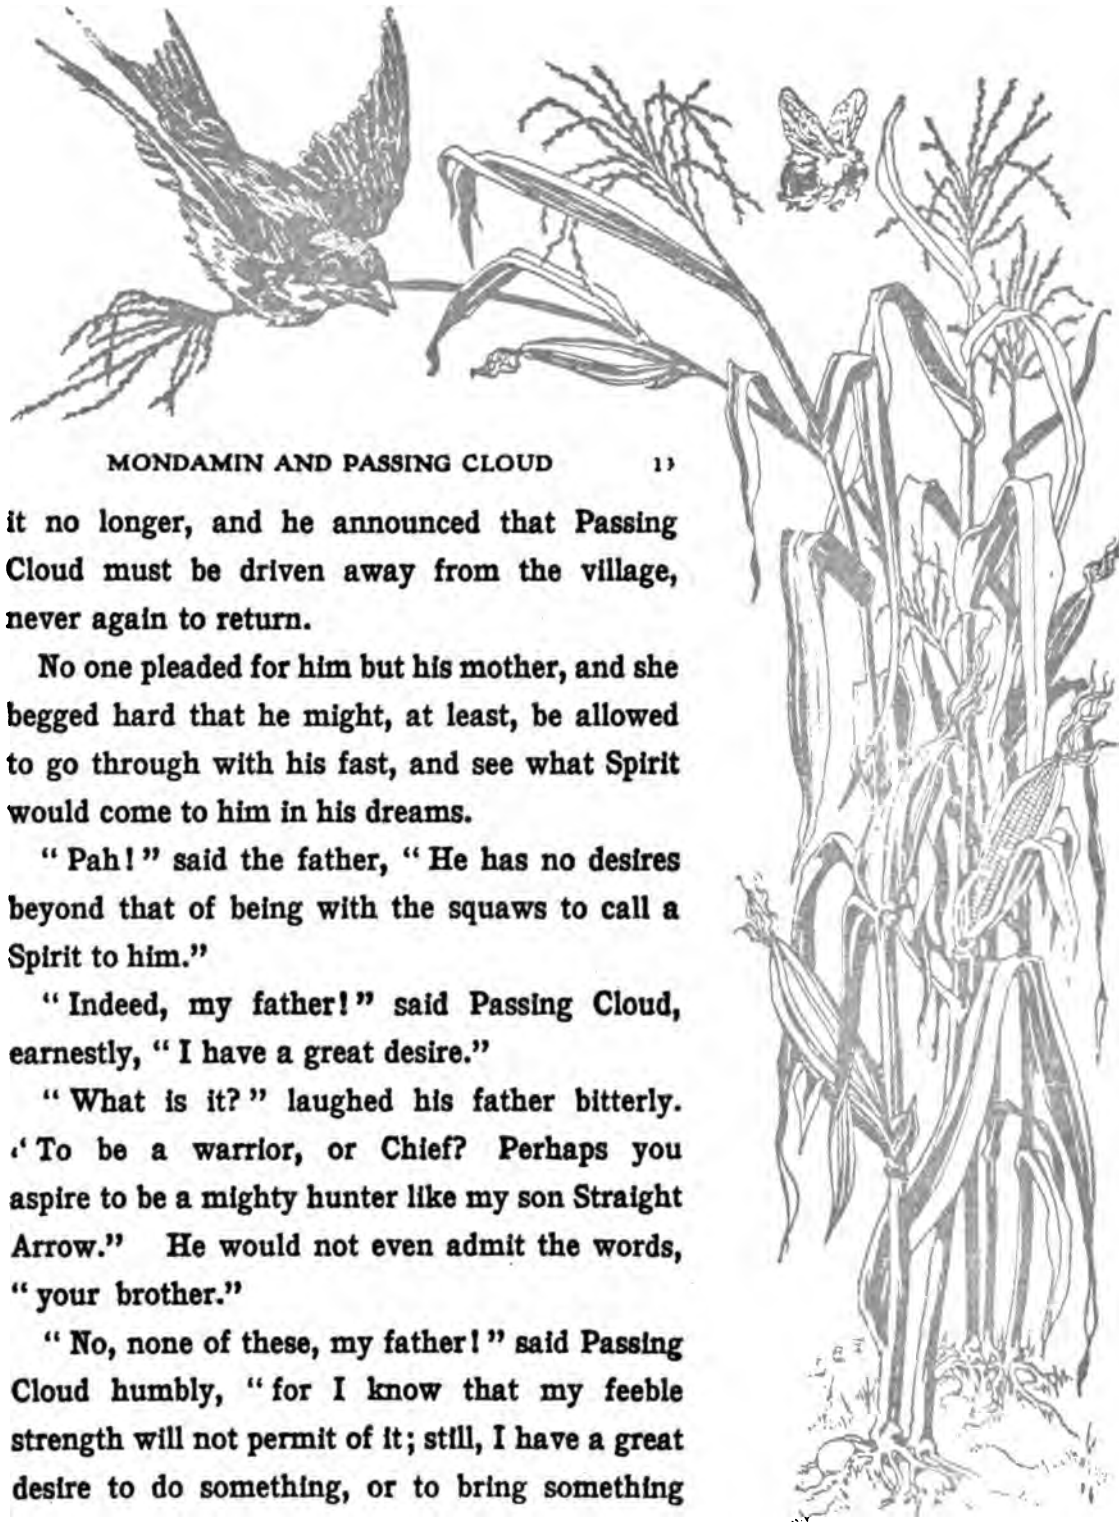 MONDAMIN AND PASSING CLOUD 13
it no longer, and he announced that Passing
Cloud must be driven away from the village,
never again to return.
No one pleaded for him but his mother, and she
begged hard that he might, at least, be allowed
to go through with his fast, and see what Spirit
would come to him in his dreams.
“ Pah! ” said the father, “ He has no desires
beyond that of being with the squaws to call a
Spirit to him.”
“ Indeed, my father! ” said Passing Cloud,
earnestly, “ I have a great desire.”
“ What is it? ” laughed his father bitterly.
“ To be a warrior, or Chief? Perhaps you
aspire to be a mighty hunter like my son Straight
Arrow.” He would not even admit the words,
“ your brother.”
“ No, none of these, my father! ” said Passing
Cloud humbly, “ for I know that my feeble
strength will not permit of it; still, I have a great
desire to do something, or to bring something